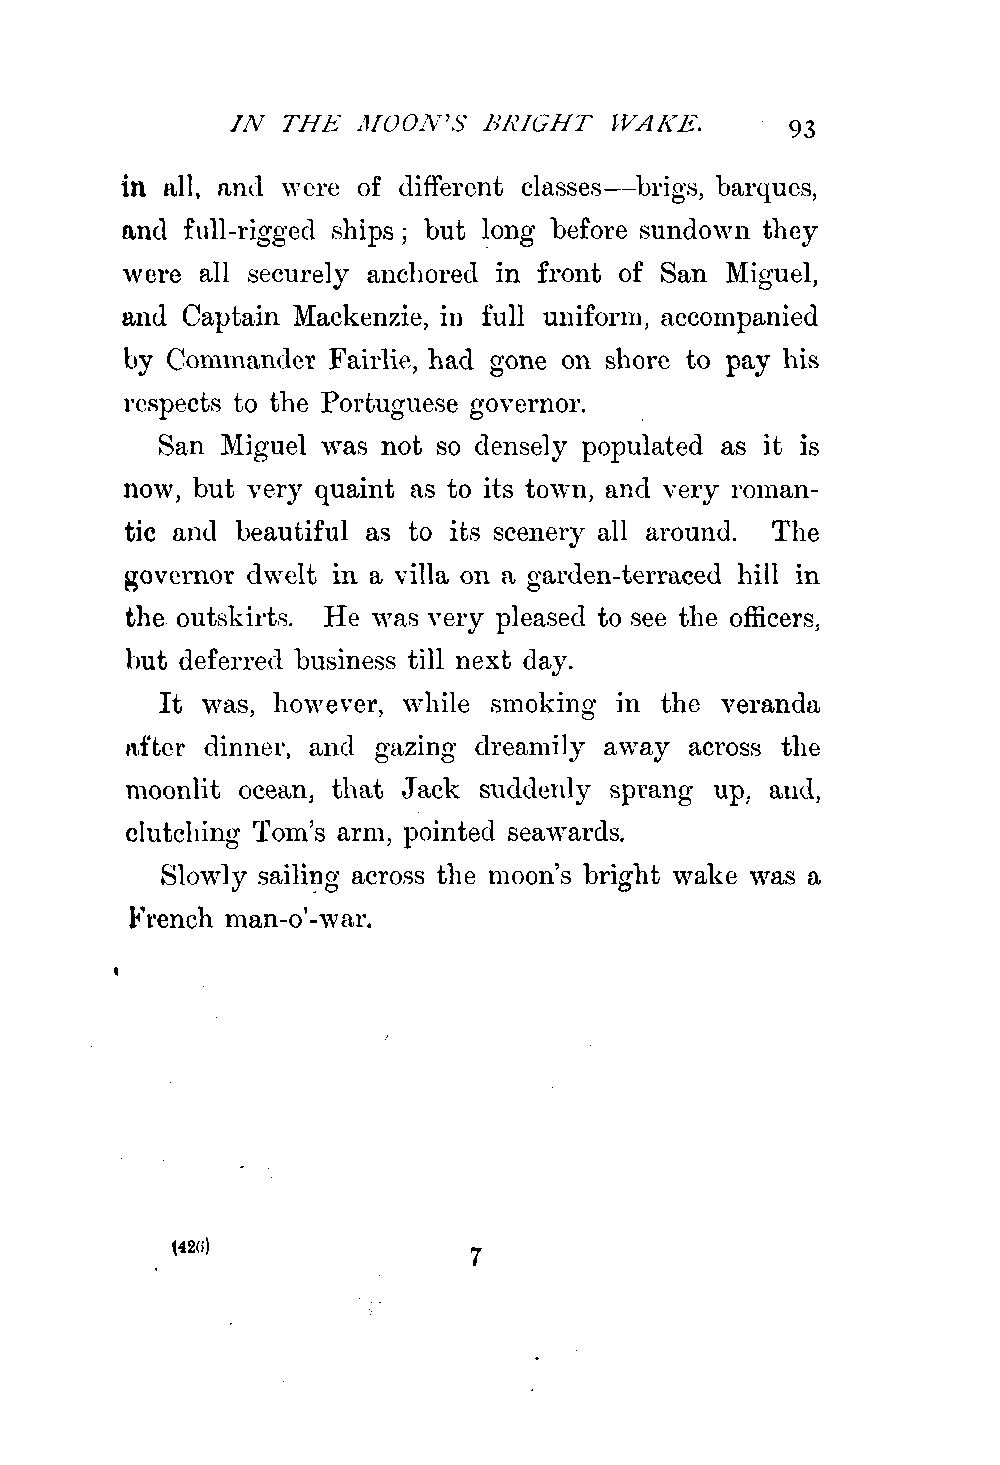 IN THE MOON'S BRIGHT WAKE. 93
in all, and were of different classes—brigs, barques,
and full-rigged ships; but long before sundown they
were all securely anchored in front of San Miguel,
and Captain Mackenzie, in full uniform, accompanied
by Commander Fairlie, had gone on shore to pay his
respects to the Portuguese governor.
San Miguel was not so densely populated as it is
now, but very quaint as to its town, and very roman-
tic and beautiful as to its scenery all around. The
governor dwelt in a villa on a garden-terraced hill in
the outskirts. He was very pleased to see the officers,
but deferred business till next day.
It was, however, while smoking in the veranda
after dinner, and gazing dreamily away across the
moonlit ocean, that Jack suddenly sprang up, and,
clutching Tom's arm, pointed seawards.
Slowly sailing across the moon's bright wake was a
French man-o'-war.
(426) 7